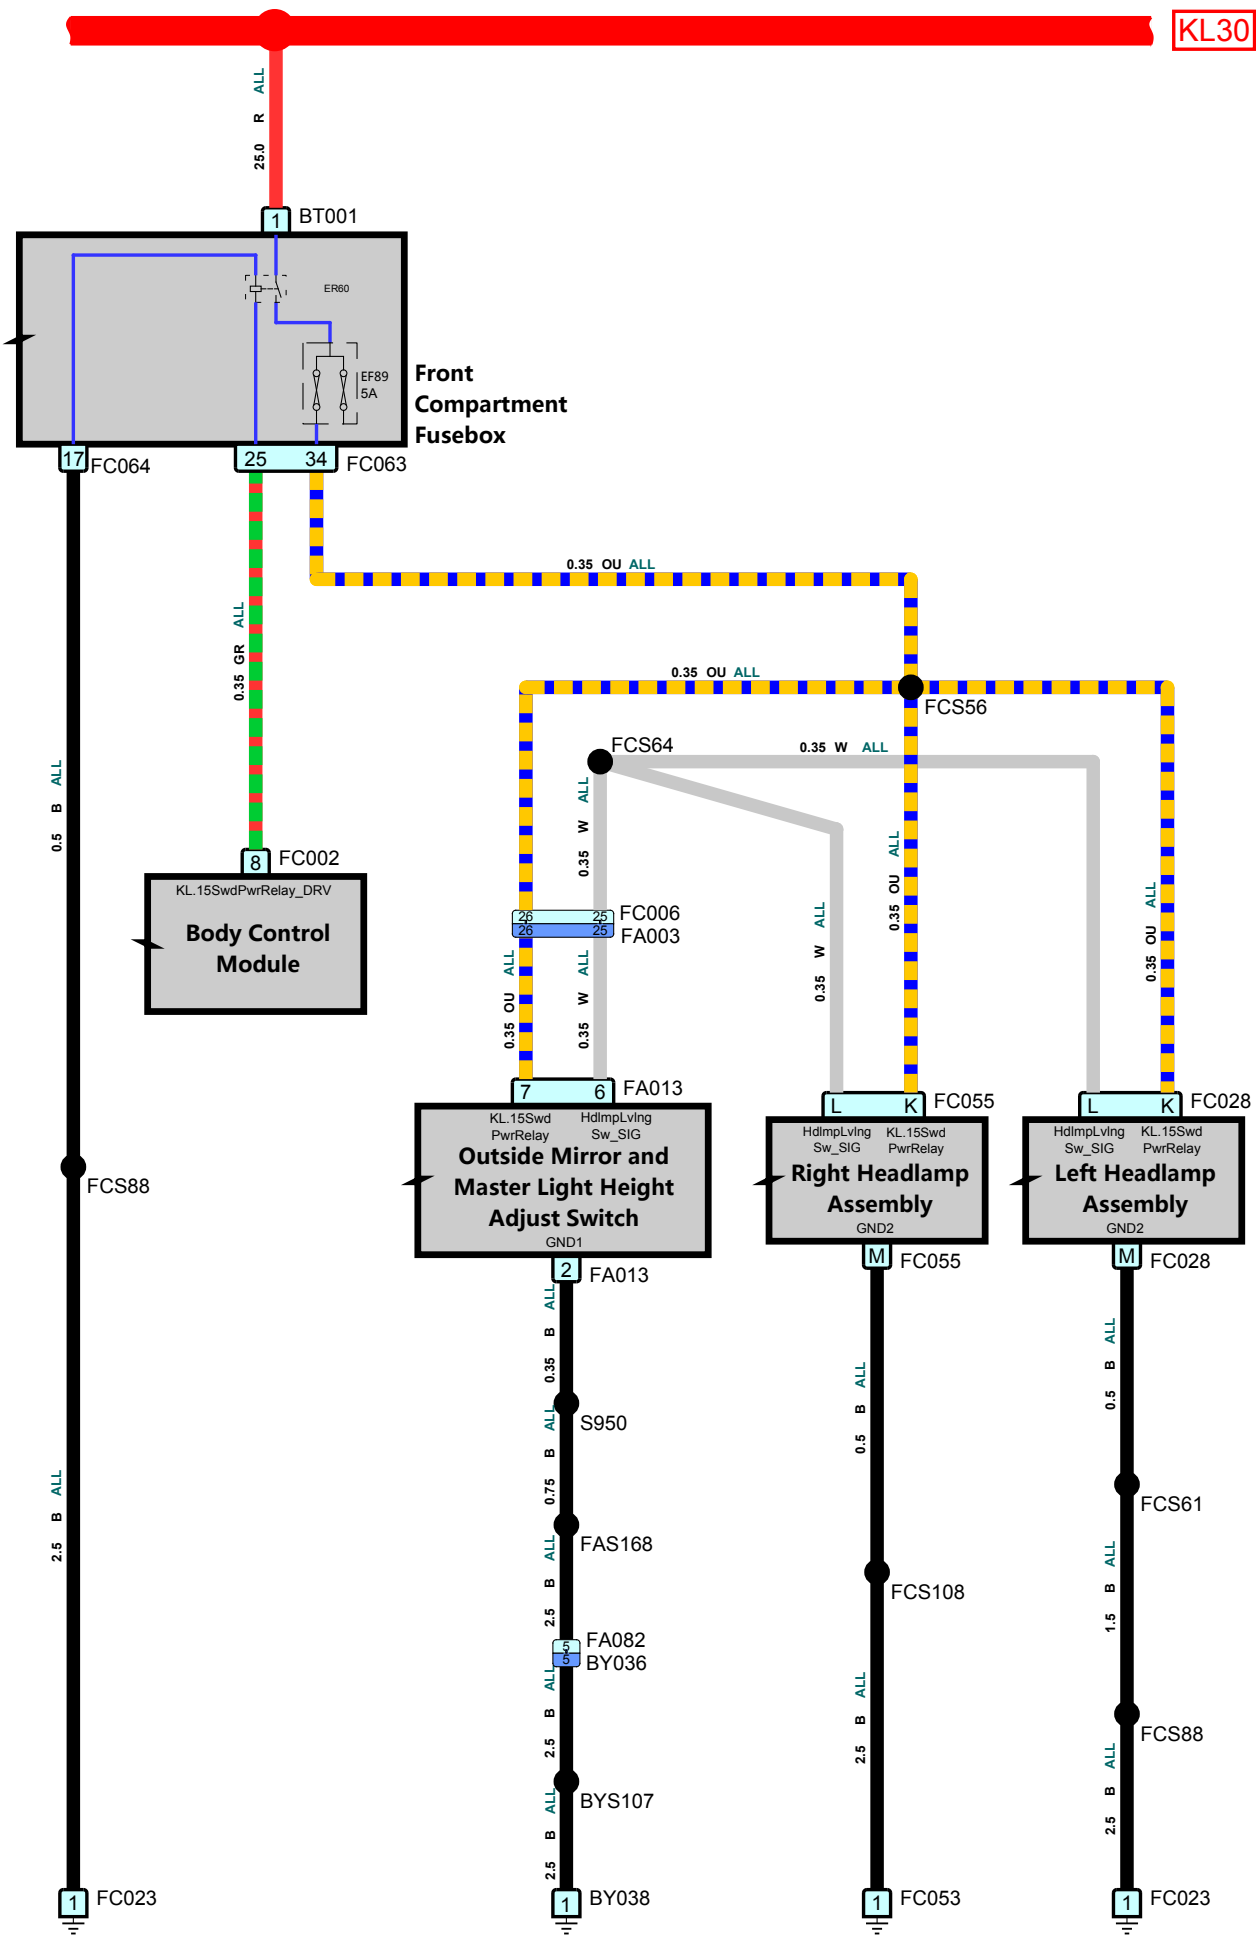 KL30
25.0 R ALL
1 BT001
ER60
EF89
5A
Front
Compartment
Fusebox
17 FC064
25 34 FC063
0.35 OU ALL
0.35 GR ALL
0.35 OU ALL
FCS56
FCS64
0.35 W ALL
0.5 B ALL
0.35 W ALL
0.35 OU ALL
8 FC002
KL.15SwdPwrRelay_DRV
Body Control
Module
26 25 FC006
26 25 FA003
0.35 W ALL
0.35 OU ALL
0.35 OU ALL
0.35 W ALL
7 6 FA013
KL.15Swd
PwrRelay
HdlmpLvlng
Sw_SIG
Outside Mirror and
Master Light Height
Adjust Switch
GND1
2 FA013
L K FC055
HdlmpLvlng
Sw_SIG
KL.15Swd
PwrRelay
Right Headlamp
Assembly
GND2
M FC055
L K FC028
HdlmpLvlng
Sw_SIG
KL.15Swd
PwrRelay
Left Headlamp
Assembly
GND2
M FC028
FCS88
0.35 B ALL
0.5 B ALL
0.5 B ALL
S950
0.75 B ALL
FCS61
2.5 B ALL
FAS168
FCS108
2.5 B ALL
1.5 B ALL
5 FA082
5 BY036
2.5 B ALL
2.5 B ALL
FCS88
BYS107
2.5 B ALL
2.5 B ALL
1 FC023
1 BY038
1 FC053
1 FC023